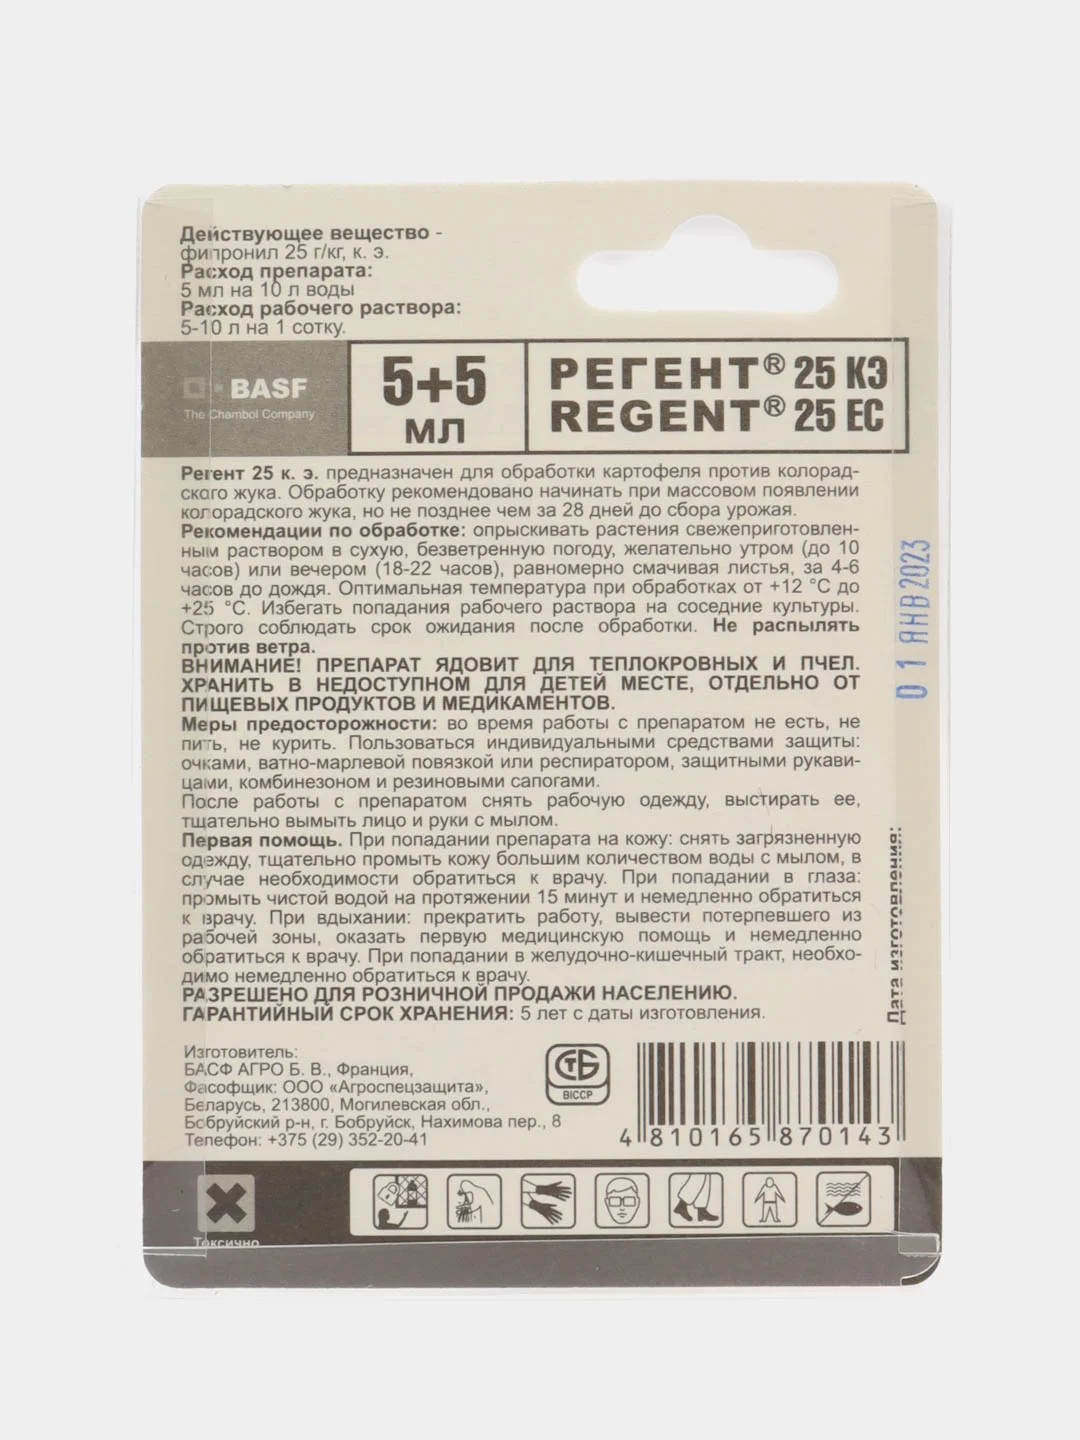 Действующее вещество -
фипронил 25 г/кг, к. э.
Расход препарата:
5 мл на 10 л воды
Расход рабочего раствора:
5-10 л на 1 сотку.
BASF
The Chambol Company
5+5
мл
РЕГЕНТ® 25 КЭ
REGENT® 25 EC
Регент 25 к. э. предназначен для обработки картофеля против колорад-
ского жука. Обработку рекомендовано начинать при массовом появлении
колорадского жука, но не позднее чем за 28 дней до сбора урожая.
Рекомендации по обработке: опрыскивать растения свежеприготовлен-
ным раствором в сухую, безветренную погоду, желательно утром (до 10
часов) или вечером (18-22 часов), равномерно смачивая листья, за 4-6
часов до дождя. Оптимальная температура при обработках от +12 °С до
+25 °С. Избегать попадания рабочего раствора на соседние культуры.
Строго соблюдать срок ожидания после обработки. Не распылять
против ветра.
ВНИМАНИЕ! ПРЕПАРАТ ЯДОВИТ ДЛЯ ТЕПЛОКРОВНЫХ И ПЧЕЛ.
ХРАНИТЬ В НЕДОСТУПНОМ ДЛЯ ДЕТЕЙ МЕСТЕ, ОТДЕЛЬНО ОТ
ПИЩЕВЫХ ПРОДУКТОВ И МЕДИКАМЕНТОВ.
Меры предосторожности: во время работы с препаратом не есть, не
пить, не курить. Пользоваться индивидуальными средствами защиты:
очками, ватно-марлевой повязкой или респиратором, защитными рукави-
цами, комбинезоном и резиновыми сапогами.
После работы с препаратом снять рабочую одежду, выстирать ее,
тщательно вымыть лицо и руки с мылом.
Первая помощь. При попадании препарата на кожу: снять загрязненную
одежду, тщательно промыть кожу большим количеством воды с мылом, в
случае необходимости обратиться к врачу. При попадании в глаза:
промыть чистой водой на протяжении 15 минут и немедленно обратиться
к врачу. При вдыхании: прекратить работу, вывести потерпевшего из
рабочей зоны, оказать первую медицинскую помощь и немедленно
обратиться к врачу. При попадании в желудочно-кишечный тракт, необхо-
димо немедленно обратиться к врачу.
РАЗРЕШЕНО ДЛЯ РОЗНИЧНОЙ ПРОДАЖИ НАСЕЛЕНИЮ.
ГАРАНТИЙНЫЙ СРОК ХРАНЕНИЯ: 5 лет с даты изготовления.
Дата изготовления:
01 ЯНВ 2023
Изготовитель:
БАСФ АГРО Б. В., Франция,
Фасофщик: ООО «Агроспецзащита»,
Беларусь, 213800, Могилевская обл.,
Бобруйский р-н, г. Бобруйск, Нахимова пер., 8
Телефон: +375 (29) 352-20-41
СТБ
BICCP
4 810165 870143
Токсично